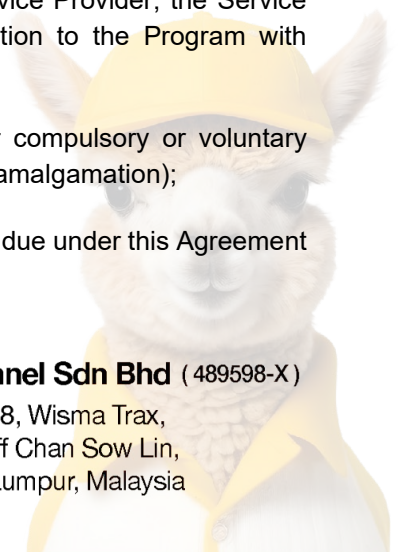 vice Provider, the Service
tion to the Program with
compulsory or voluntary
amalgamation);
due under this Agreement
nnel Sdn Bhd (489598-X)
8, Wisma Trax,
ff Chan Sow Lin,
umpur, Malaysia